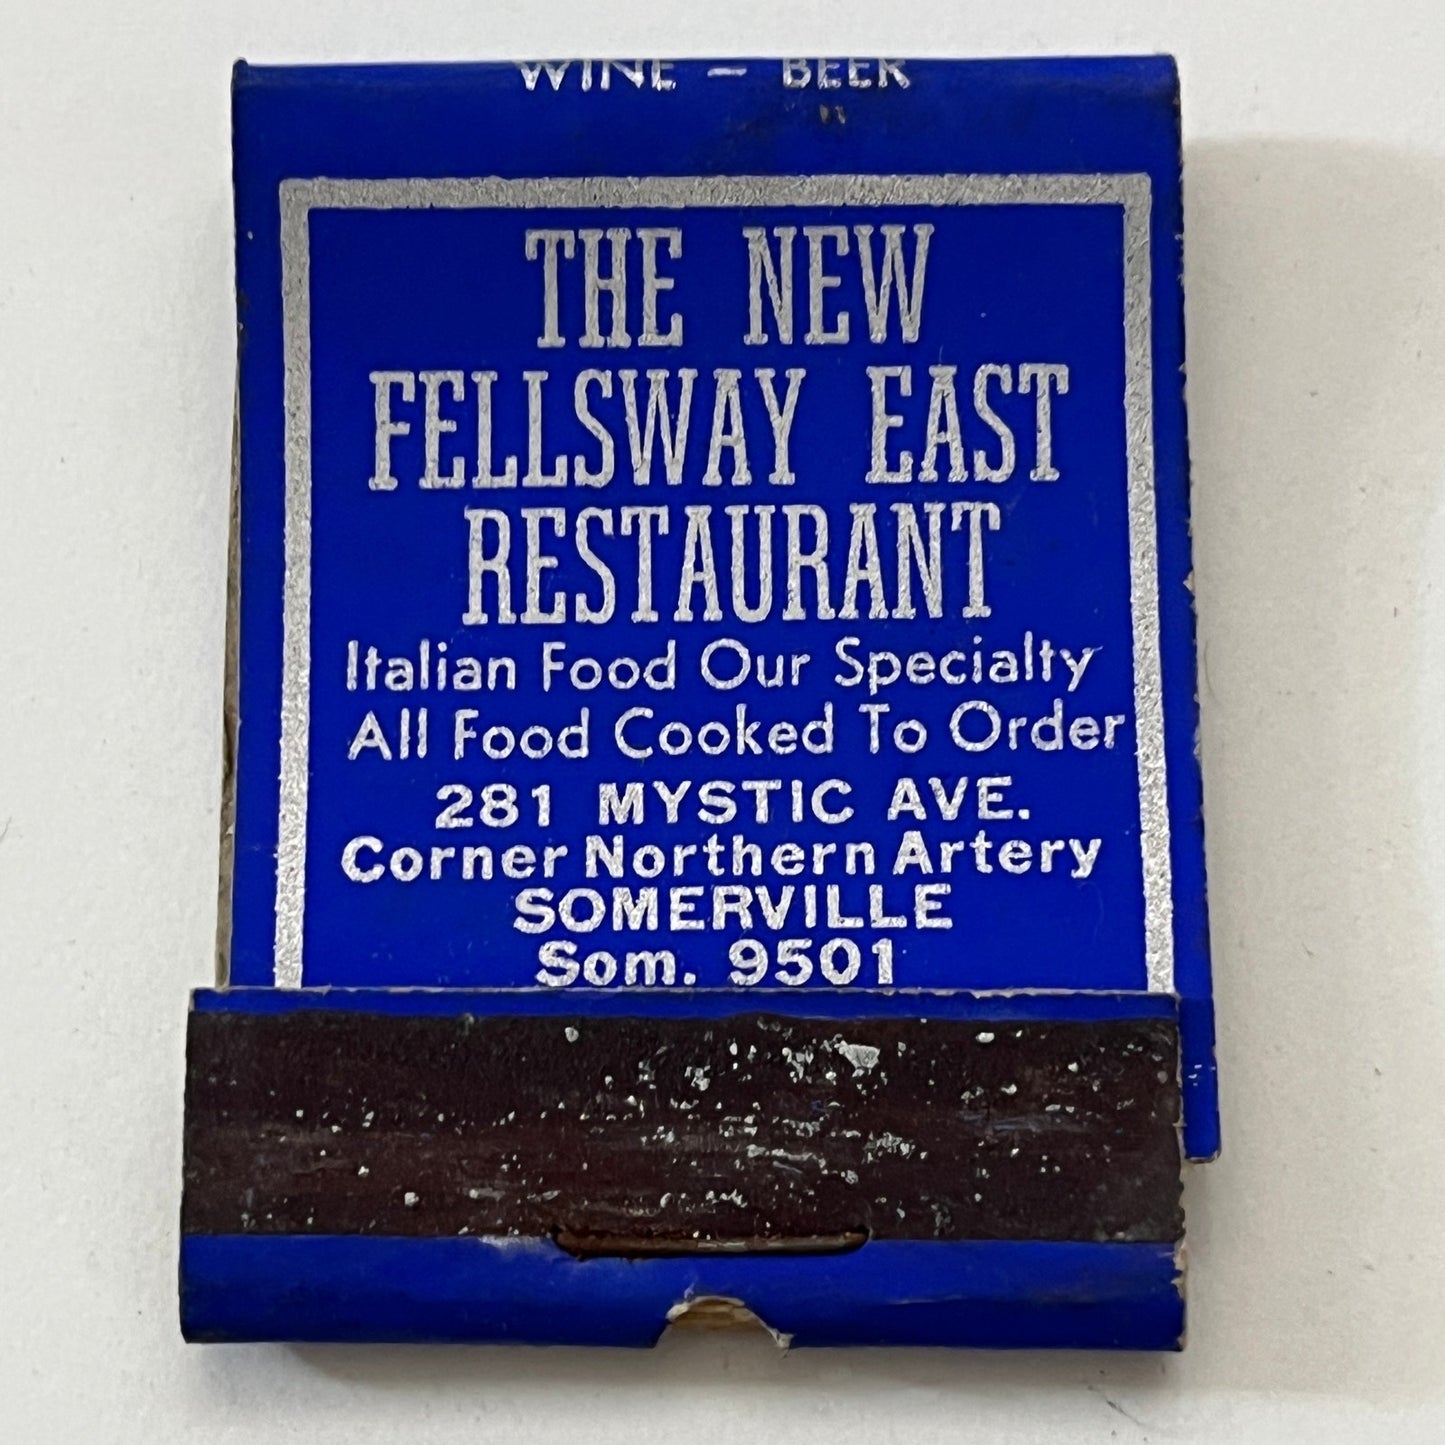 WINE – BEER
THE NEW
FELLSWAY EAST
RESTAURANT
Italian Food Our Specialty
All Food Cooked To Order
281 MYSTIC AVE.
Corner Northern Artery
SOMERVILLE
Som. 9501